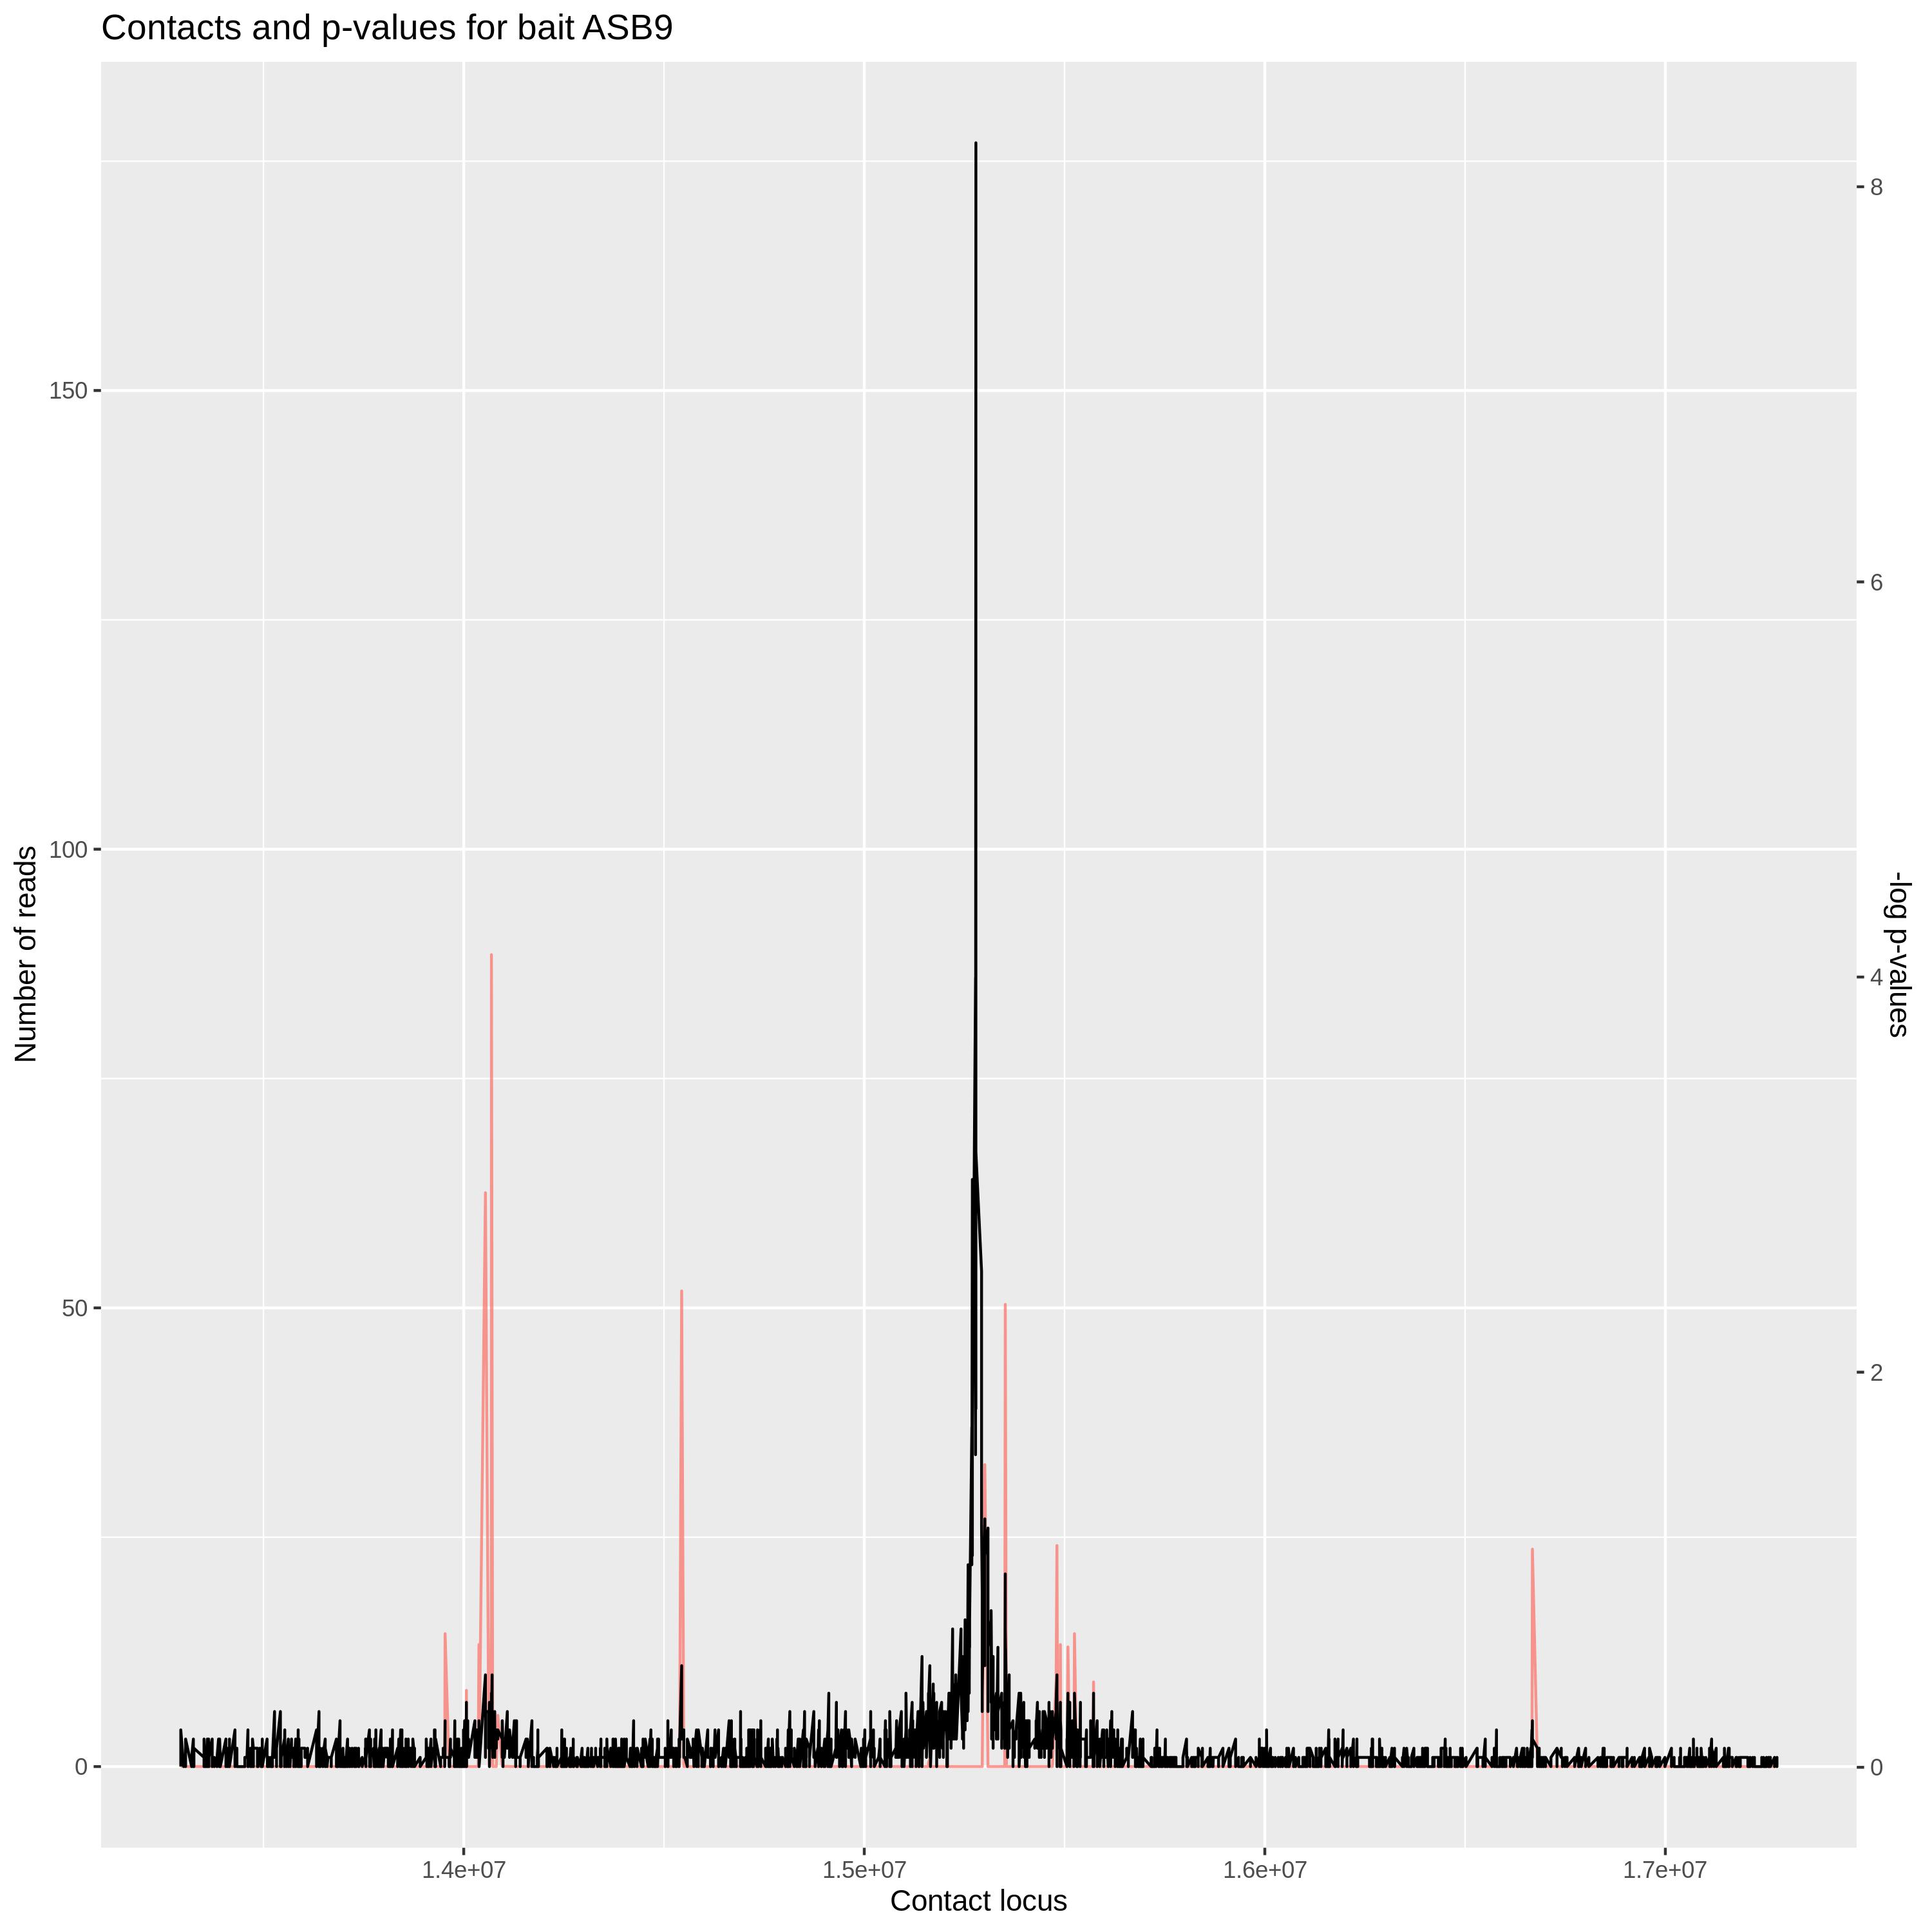 Contacts and p-values for bait ASB9
Number of reads
150
100
50
0
8
6
4
2
0
-log p-values
1.4e+07
1.5e+07
1.6e+07
1.7e+07
Contact locus